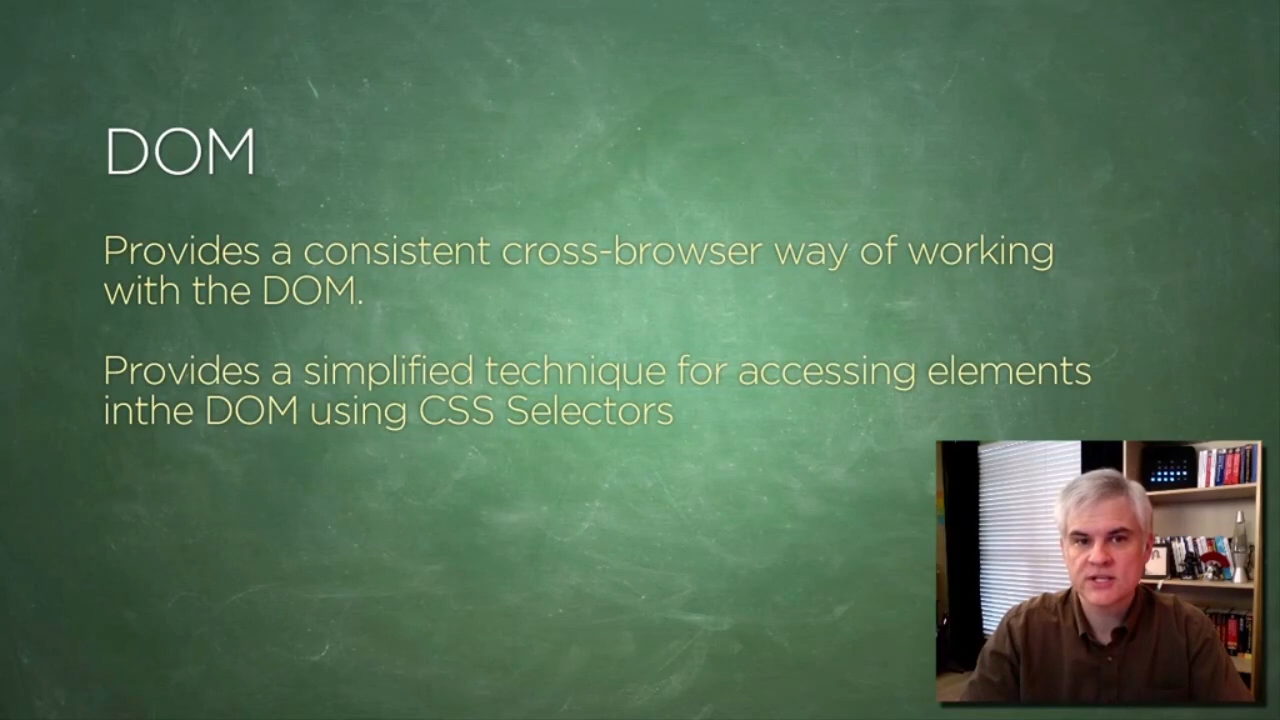 DOM
Provides a consistent cross-browser way of working
with the DOM.
Provides a simplified technique for accessing elements
inthe DOM using CSS Selectors